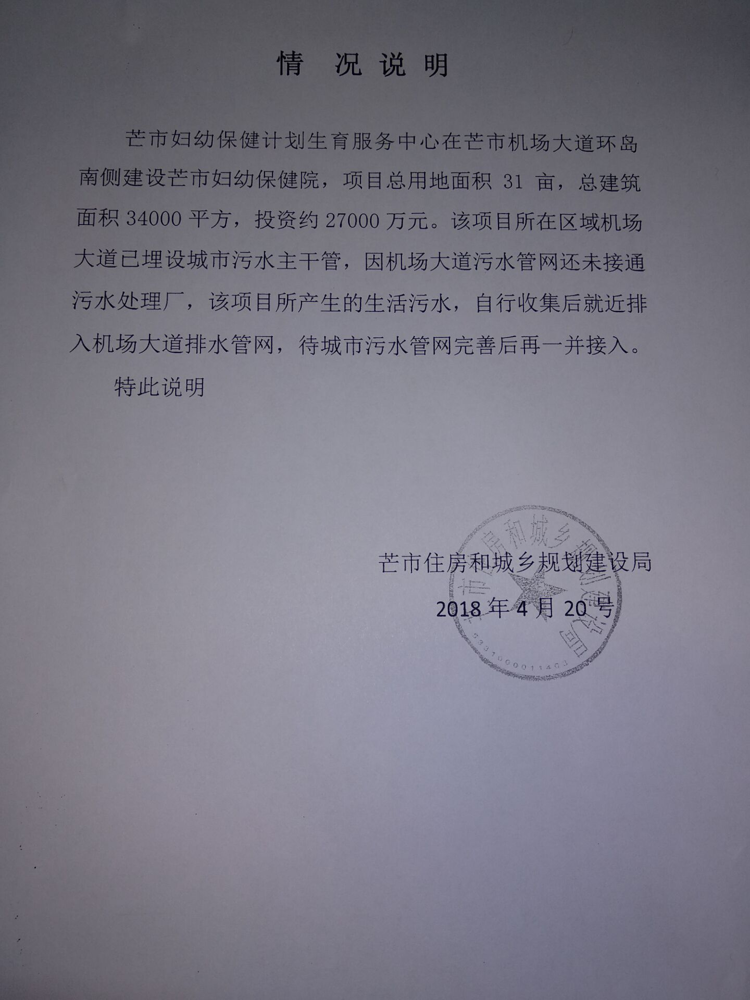 情 况 说 明
芒市妇幼保健计划生育服务中心在芒市机场大道环岛
南侧建设芒市妇幼保健院，项目总用地面积 31 亩，总建筑
面积 34000 平方，投资约 27000 万元。该项目所在区域机场
大道已埋设城市污水主干管，因机场大道污水管网还未接通
污水处理厂，该项目所产生的生活污水，自行收集后就近排
入机场大道排水管网，待城市污水管网完善后再一并接入。
特此说明
芒市住房和城乡规划建设局
2018 年 4 月 20 号
市住房和城乡规划建设局
5331000011403